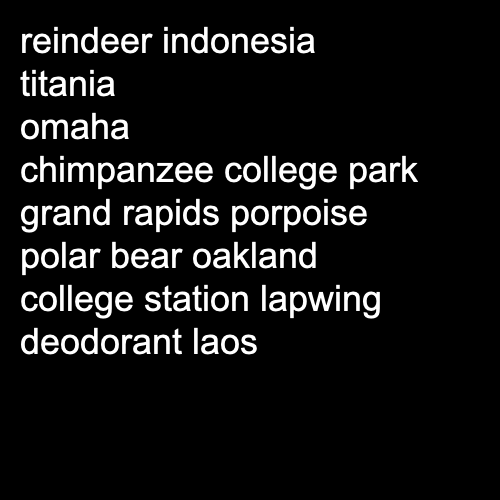 reindeer indonesia
titania
omaha
chimpanzee college park
grand rapids porpoise
polar bear oakland
college station lapwing
deodorant laos